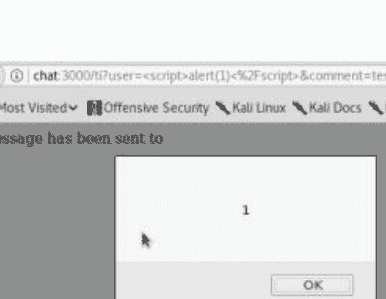 chat:3000/ti?user=<script>alert(1)<%2Fscript>&comment=tes
Most Visited Offensive Security Kali Linux Kali Docs
essage has been sent to
1
OK